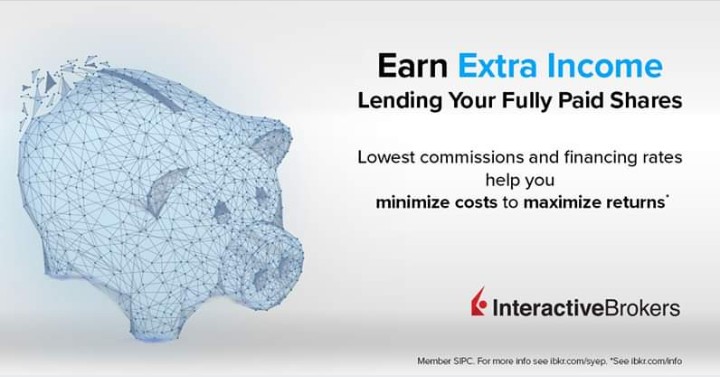 Earn Extra Income
Lending Your Fully Paid Shares
Lowest commissions and financing rates
help you
minimize costs to maximize returns*
InteractiveBrokers
Member SIPC. For more info see ibkr.com/syep. *See ibkr.com/info